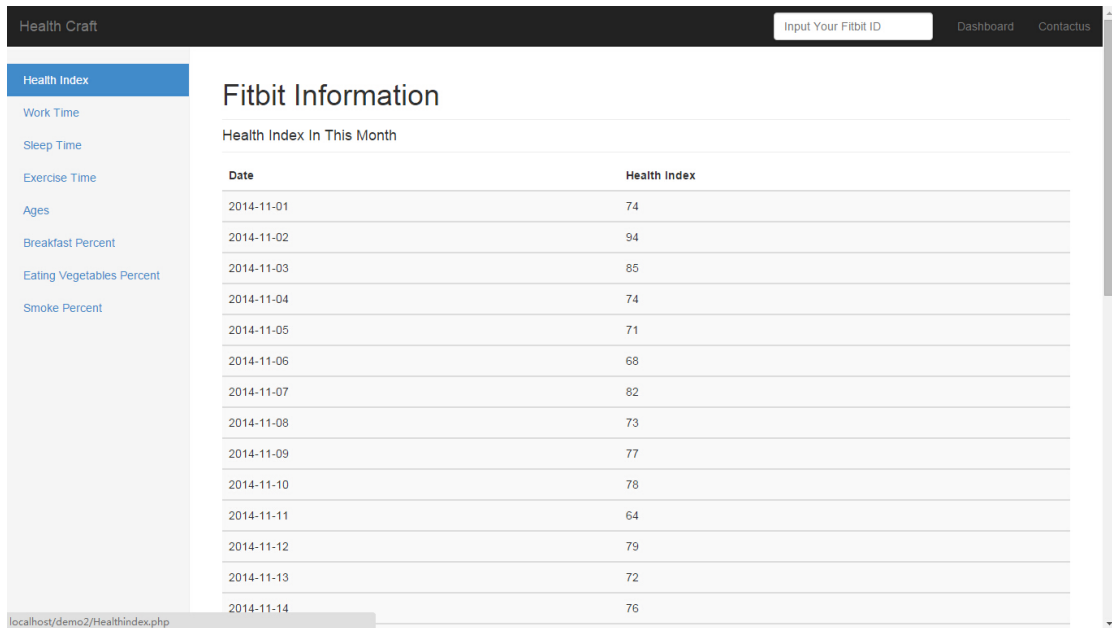 Health Craft Input Your Fitbit ID Dashboard Contactus
Health Index
Work Time
Sleep Time
Exercise Time
Ages
Breakfast Percent
Eating Vegetables Percent
Smoke Percent
Fitbit Information
Health Index In This Month
Date Health Index
2014-11-01 74
2014-11-02 94
2014-11-03 85
2014-11-04 74
2014-11-05 71
2014-11-06 68
2014-11-07 82
2014-11-08 73
2014-11-09 77
2014-11-10 78
2014-11-11 64
2014-11-12 79
2014-11-13 72
2014-11-14 76
localhost/demo2/Healthindex.php